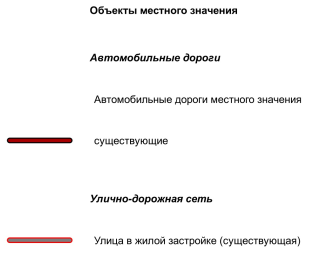 Объекты местного значения
Автомобильные дороги
Автомобильные дороги местного значения
существующие
Улично-дорожная сеть
Улица в жилой застройке (существующая)